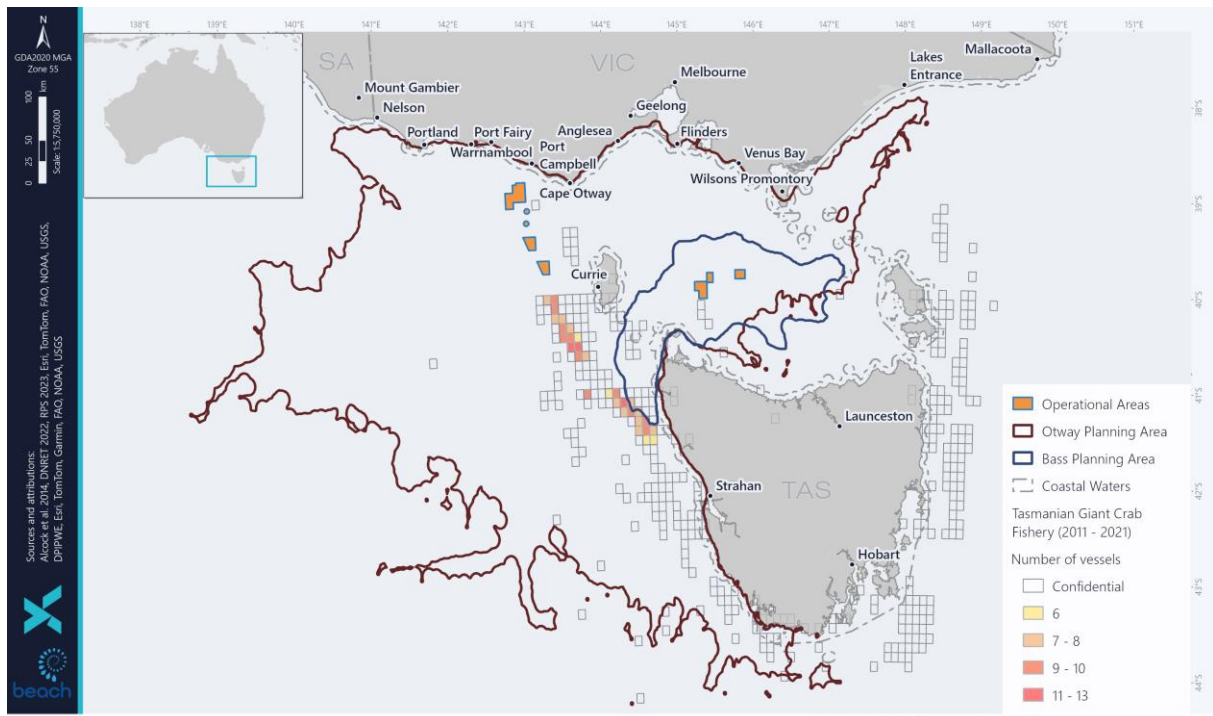 N
GDA2020 MGA
Zone 55
km
100
50
25
0
Scale: 1:5,750,000
Sources and attributions:
Alcock et al. 2014, DNRET 2022, RPS 2023, Esri, TomTom, FAO, NOAA, USGS,
DPIPWE, Esri, TomTom, Garmin, FAO, NOAA, USGS
beach
138°E
139°E
140°E
141°E
142°E
143°E
144°E
145°E
146°E
147°E
148°E
149°E
150°E
151°E
38°S
39°S
40°S
41°S
42°S
43°S
44°S
SA
VIC
TAS
Mount Gambier
Nelson
Portland
Port Fairy
Warrnambool
Port
Campbell
Cape Otway
Anglesea
Geelong
Melbourne
Flinders
Venus Bay
Wilsons Promontory
Lakes
Entrance
Mallacoota
Currie
Launceston
Strahan
Hobart
Operational Areas
Otway Planning Area
Bass Planning Area
Coastal Waters
Tasmanian Giant Crab
Fishery (2011 - 2021)
Number of vessels
Confidential
6
7 - 8
9 - 10
11 - 13